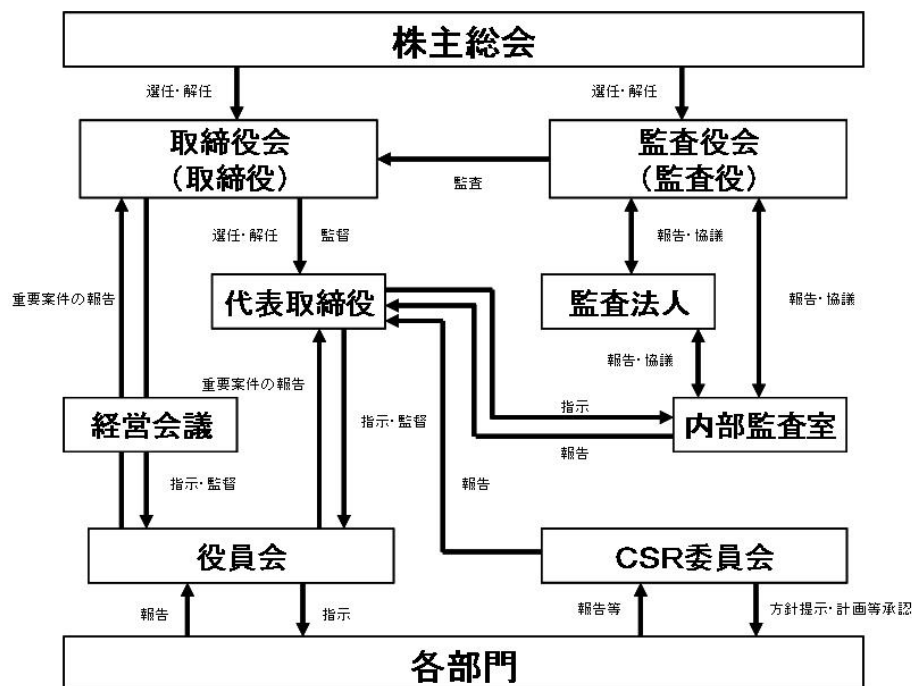 株主総会
選任・解任
選任・解任
取締役会
(取締役)
監査役会
(監査役)
監査
選任・解任
監督
報告・協議
重要案件の報告
代表取締役
監査法人
報告・協議
報告・協議
重要案件の報告
経営会議
指示・監督
指示
内部監査室
報告
指示・監督
報告
役員会
CSR委員会
報告
指示
報告等
方針提示・計画等承認
各部門